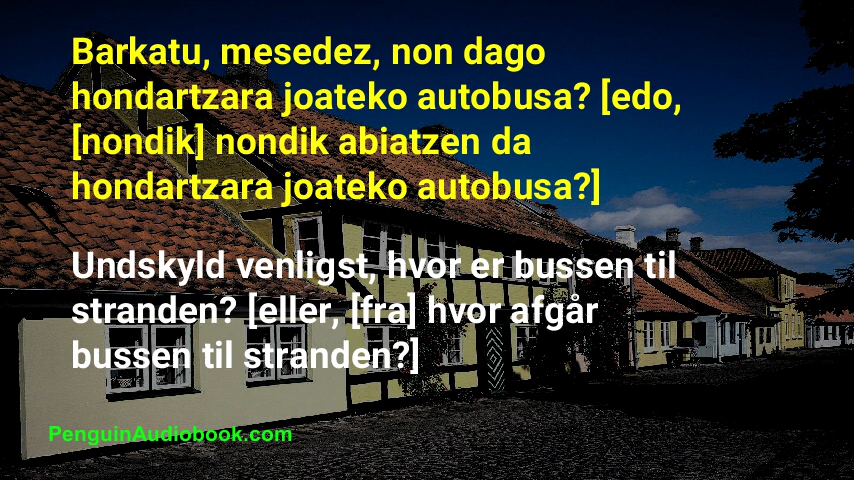 Barkatu, mesedez, non dago
hondartzara joateko autobusa? [edo,
[nondik] nondik abiatzen da
hondartzara joateko autobusa?]
Undskyld venligst, hvor er bussen til
stranden? [eller, [fra] hvor afgår
bussen til stranden?]
PenguinAudiobook.com